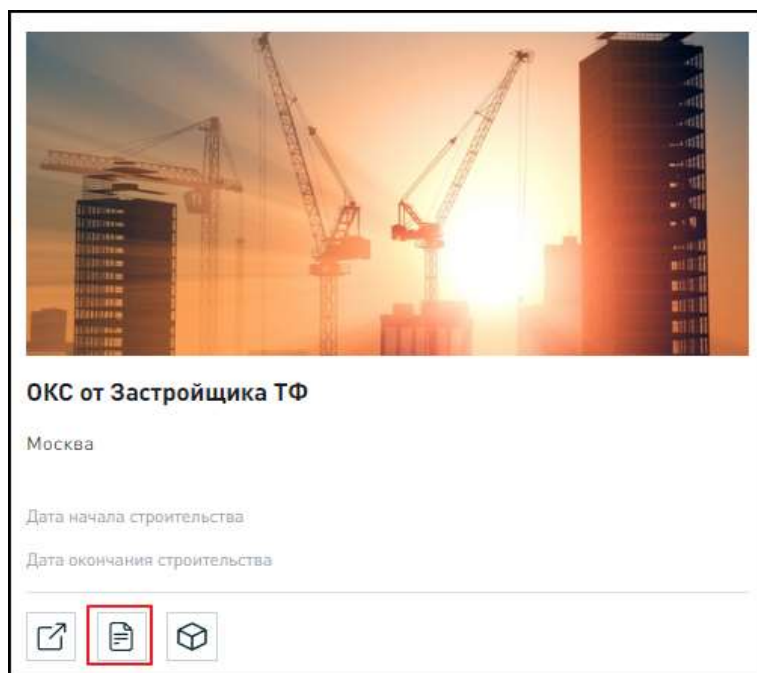 ОКС от Застройщика ТФ
Москва
Дата начала строительства
Дата окончания строительства